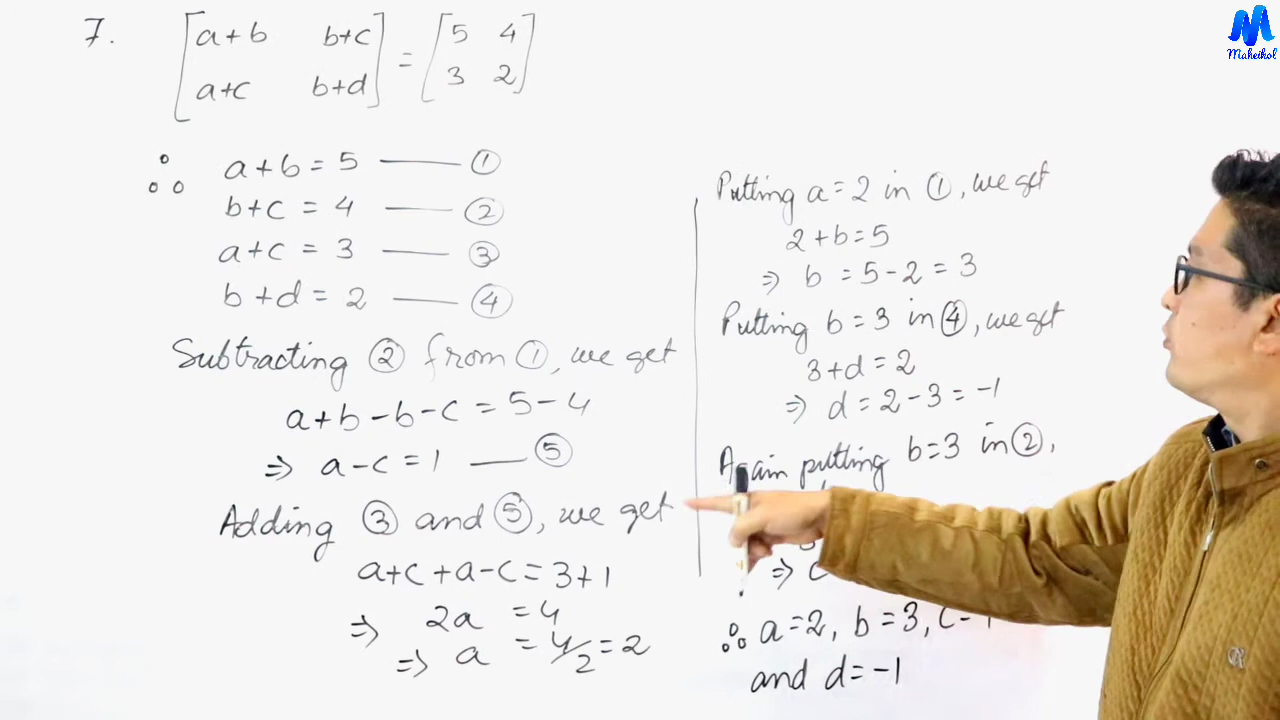 7. [a+b b+c] = [5 4]
[a+c b+d] [3 2]
∴ a+b = 5 —— ①
b+c = 4 —— ②
a+c = 3 —— ③
b+d = 2 —— ④
Subtracting ② from ①, we get
a+b-b-c = 5-4
⇒ a-c = 1 —— ⑤
Adding ③ and ⑤, we get
a+c+a-c = 3+1
⇒ 2a = 4
⇒ a = 4/2 = 2
Putting a=2 in ①, we get
2+b=5
⇒ b = 5-2 = 3
Putting b=3 in ④, we get
3+d = 2
⇒ d = 2-3 = -1
Again putting b=3 in ②,
⇒ c
∴ a=2, b=3, c=1
and d=-1
Maheikol